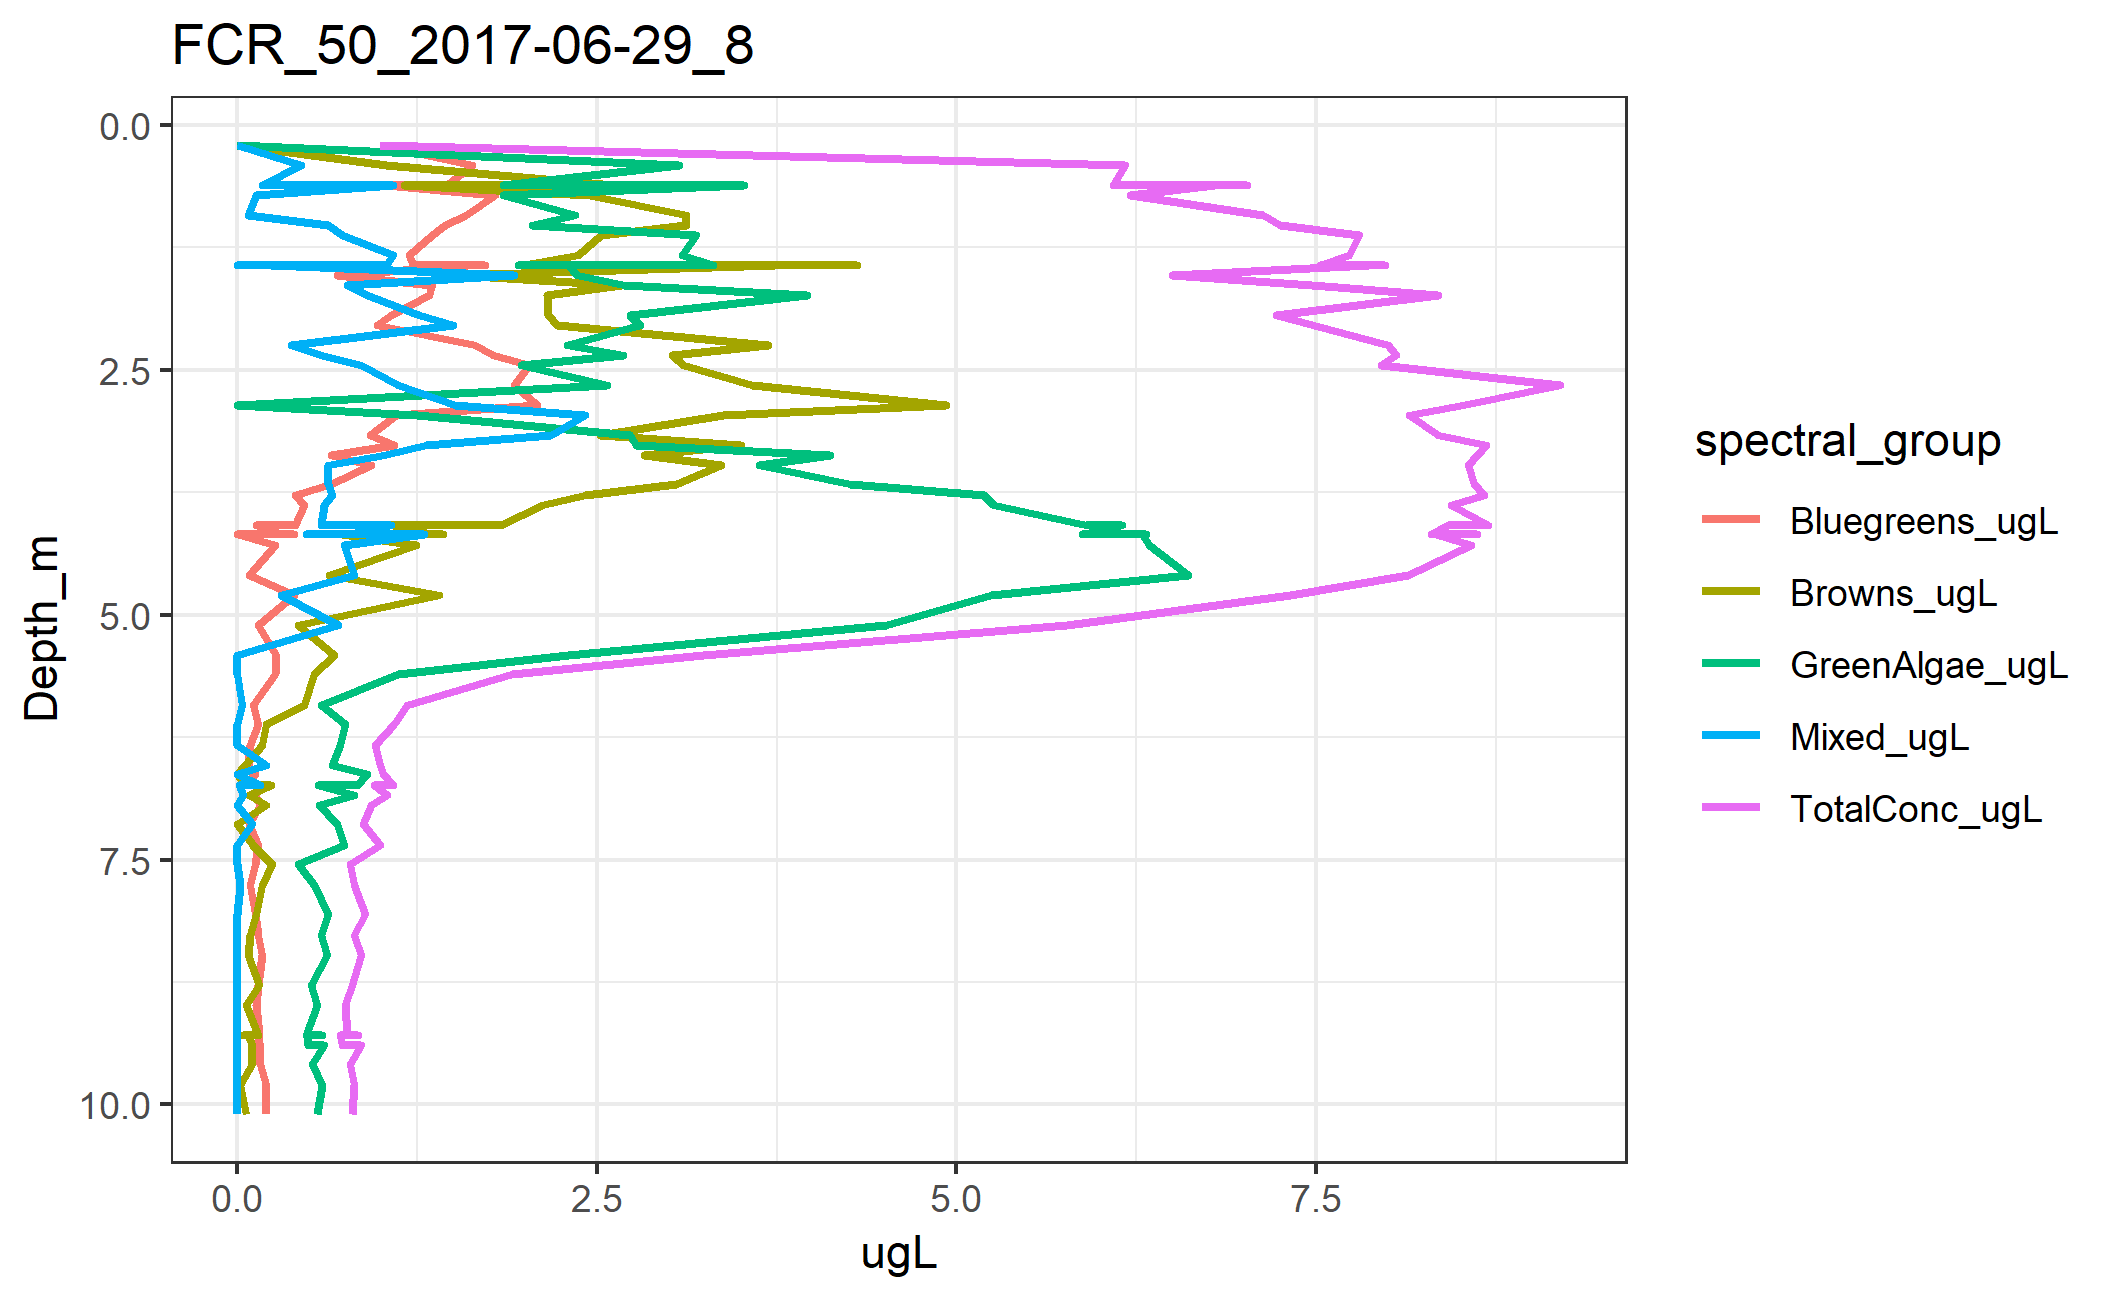 FCR_50_2017-06-29_8
0.0
2.5
5.0
7.5
10.0
Depth_m
0.0 2.5 5.0 7.5
ugL
spectral_group
Bluegreens_ugL
Browns_ugL
GreenAlgae_ugL
Mixed_ugL
TotalConc_ugL